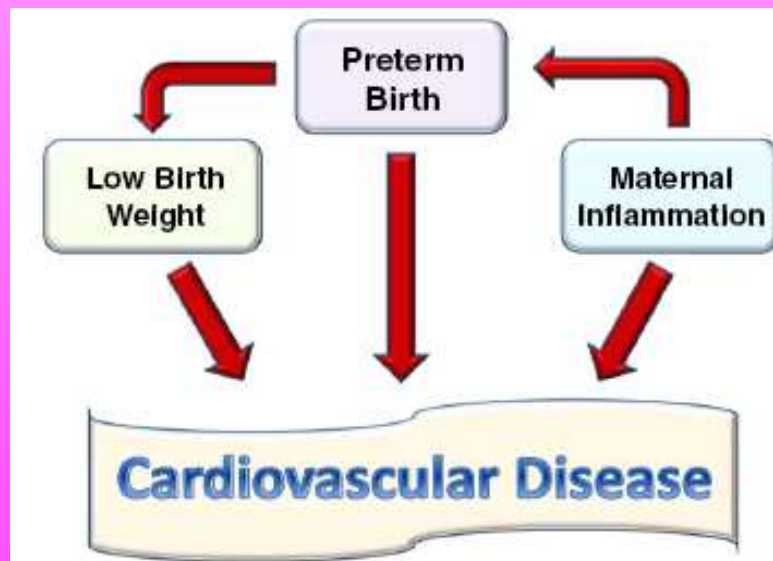 Preterm
Birth
Low Birth
Weight
Maternal
Inflammation
Cardiovascular Disease